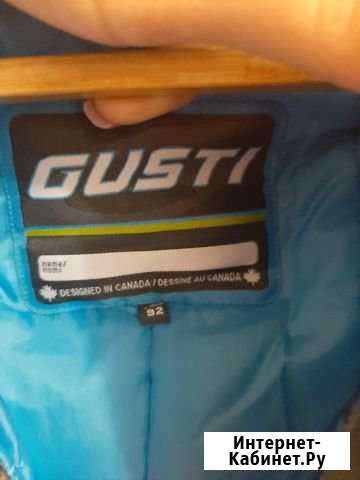 GUSTI
name/
nom:
DESIGNED IN CANADA / DESSINÉ AU CANADA
92
Интернет-
Кабинет.Ру